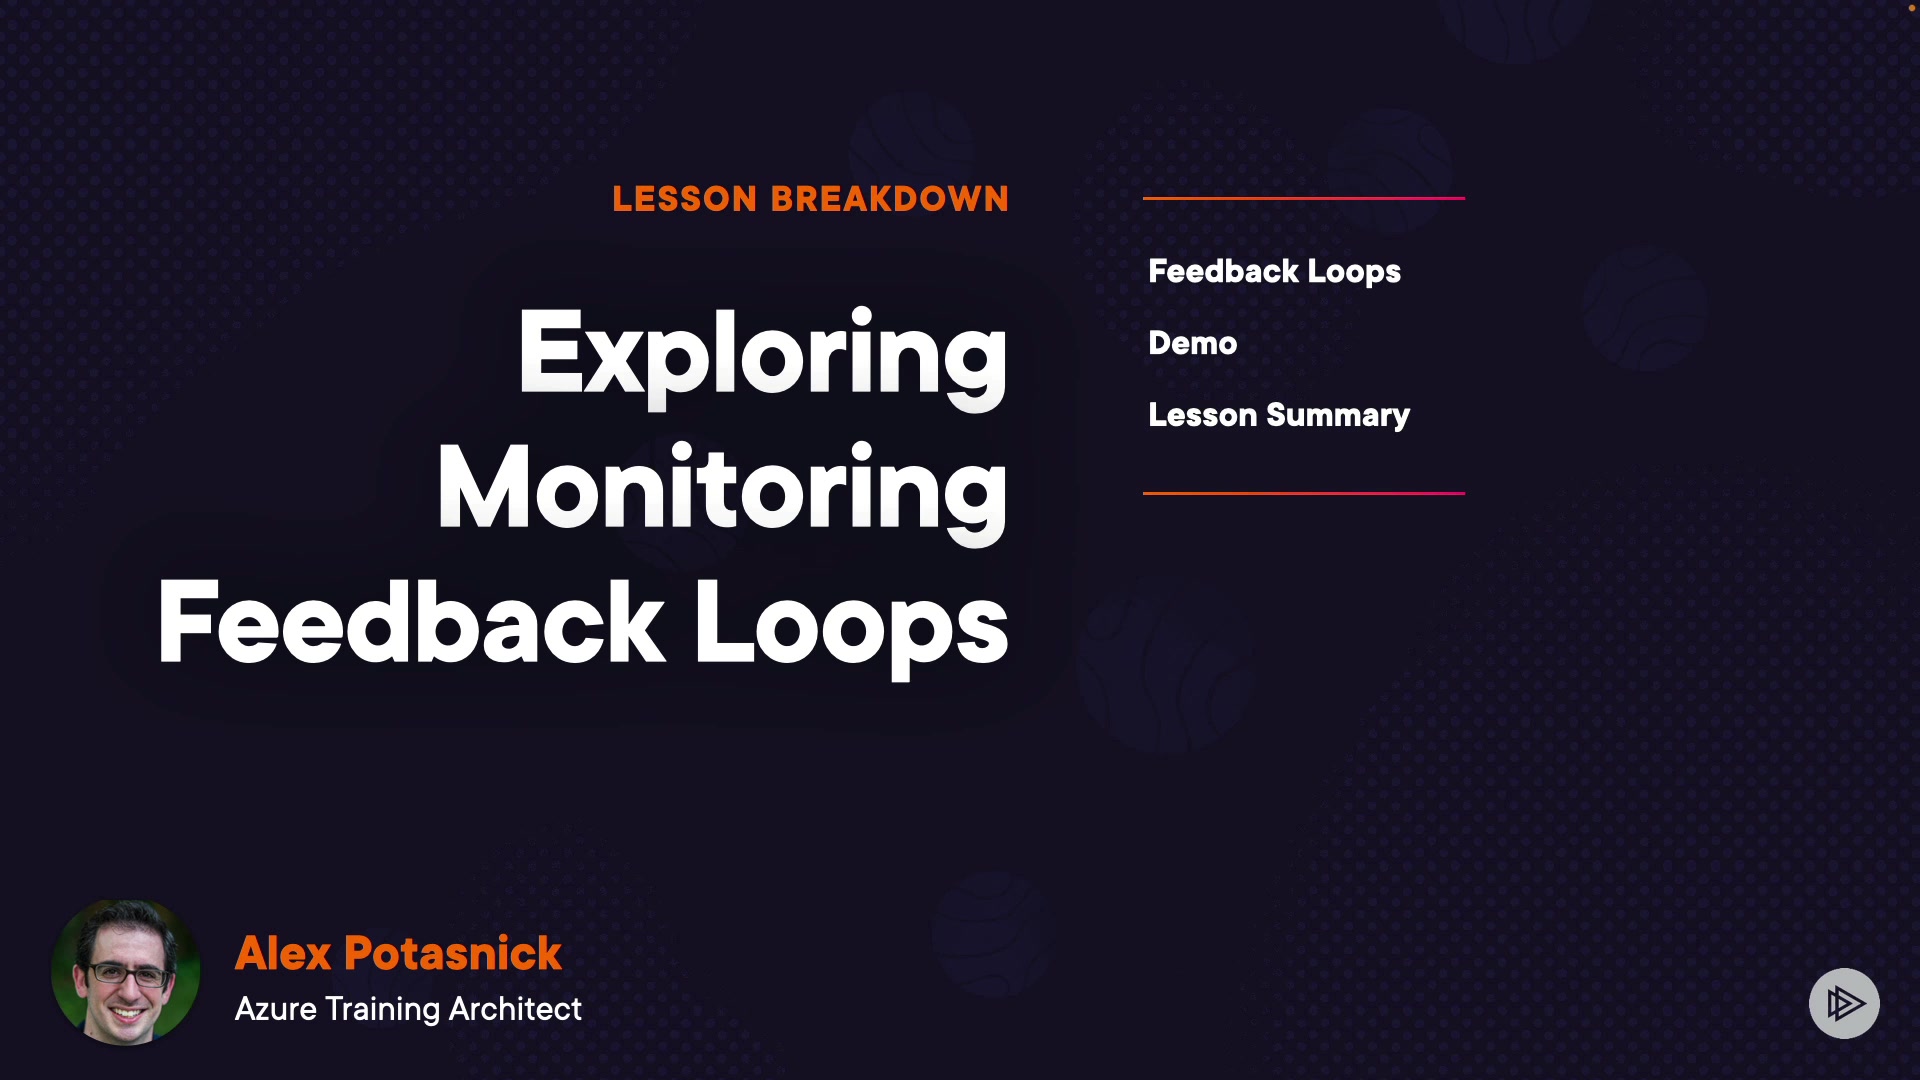 LESSON BREAKDOWN
Exploring
Monitoring
Feedback Loops
Feedback Loops
Demo
Lesson Summary
Alex Potasnick
Azure Training Architect